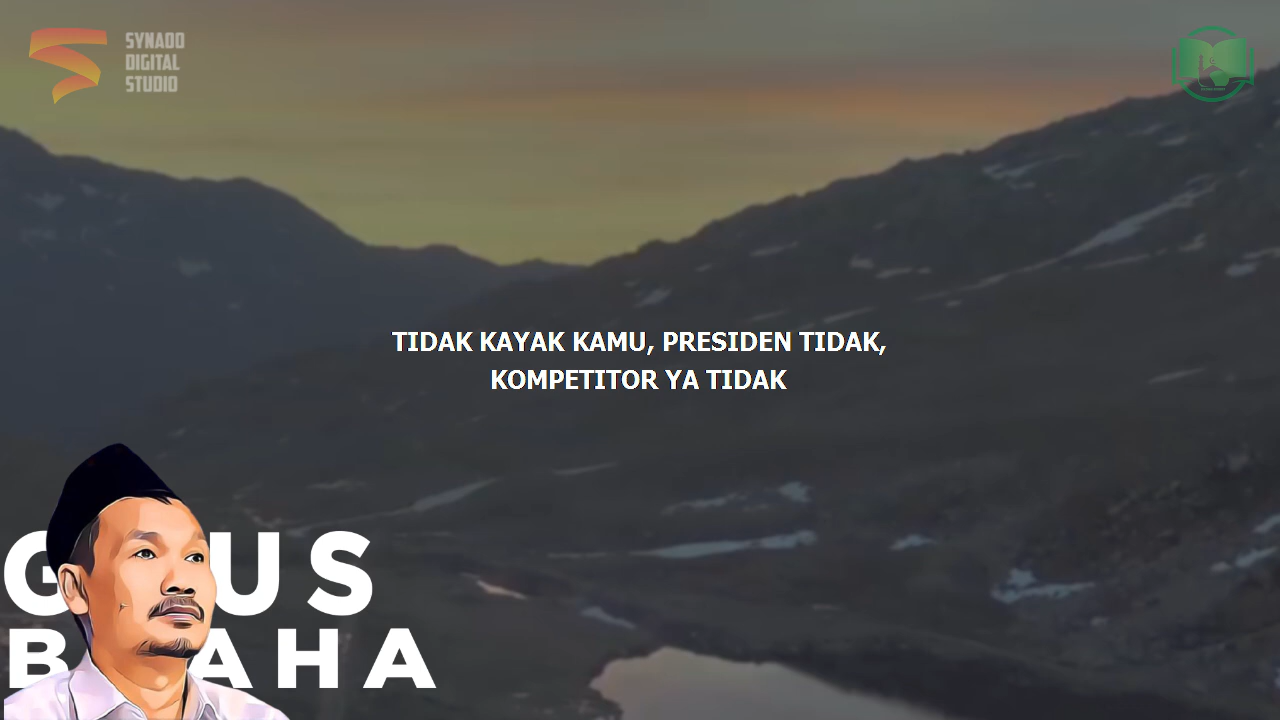 SYNADO
DIGITAL
STUDIO
TIDAK KAYAK KAMU, PRESIDEN TIDAK,
KOMPETITOR YA TIDAK
GUS
BAHA